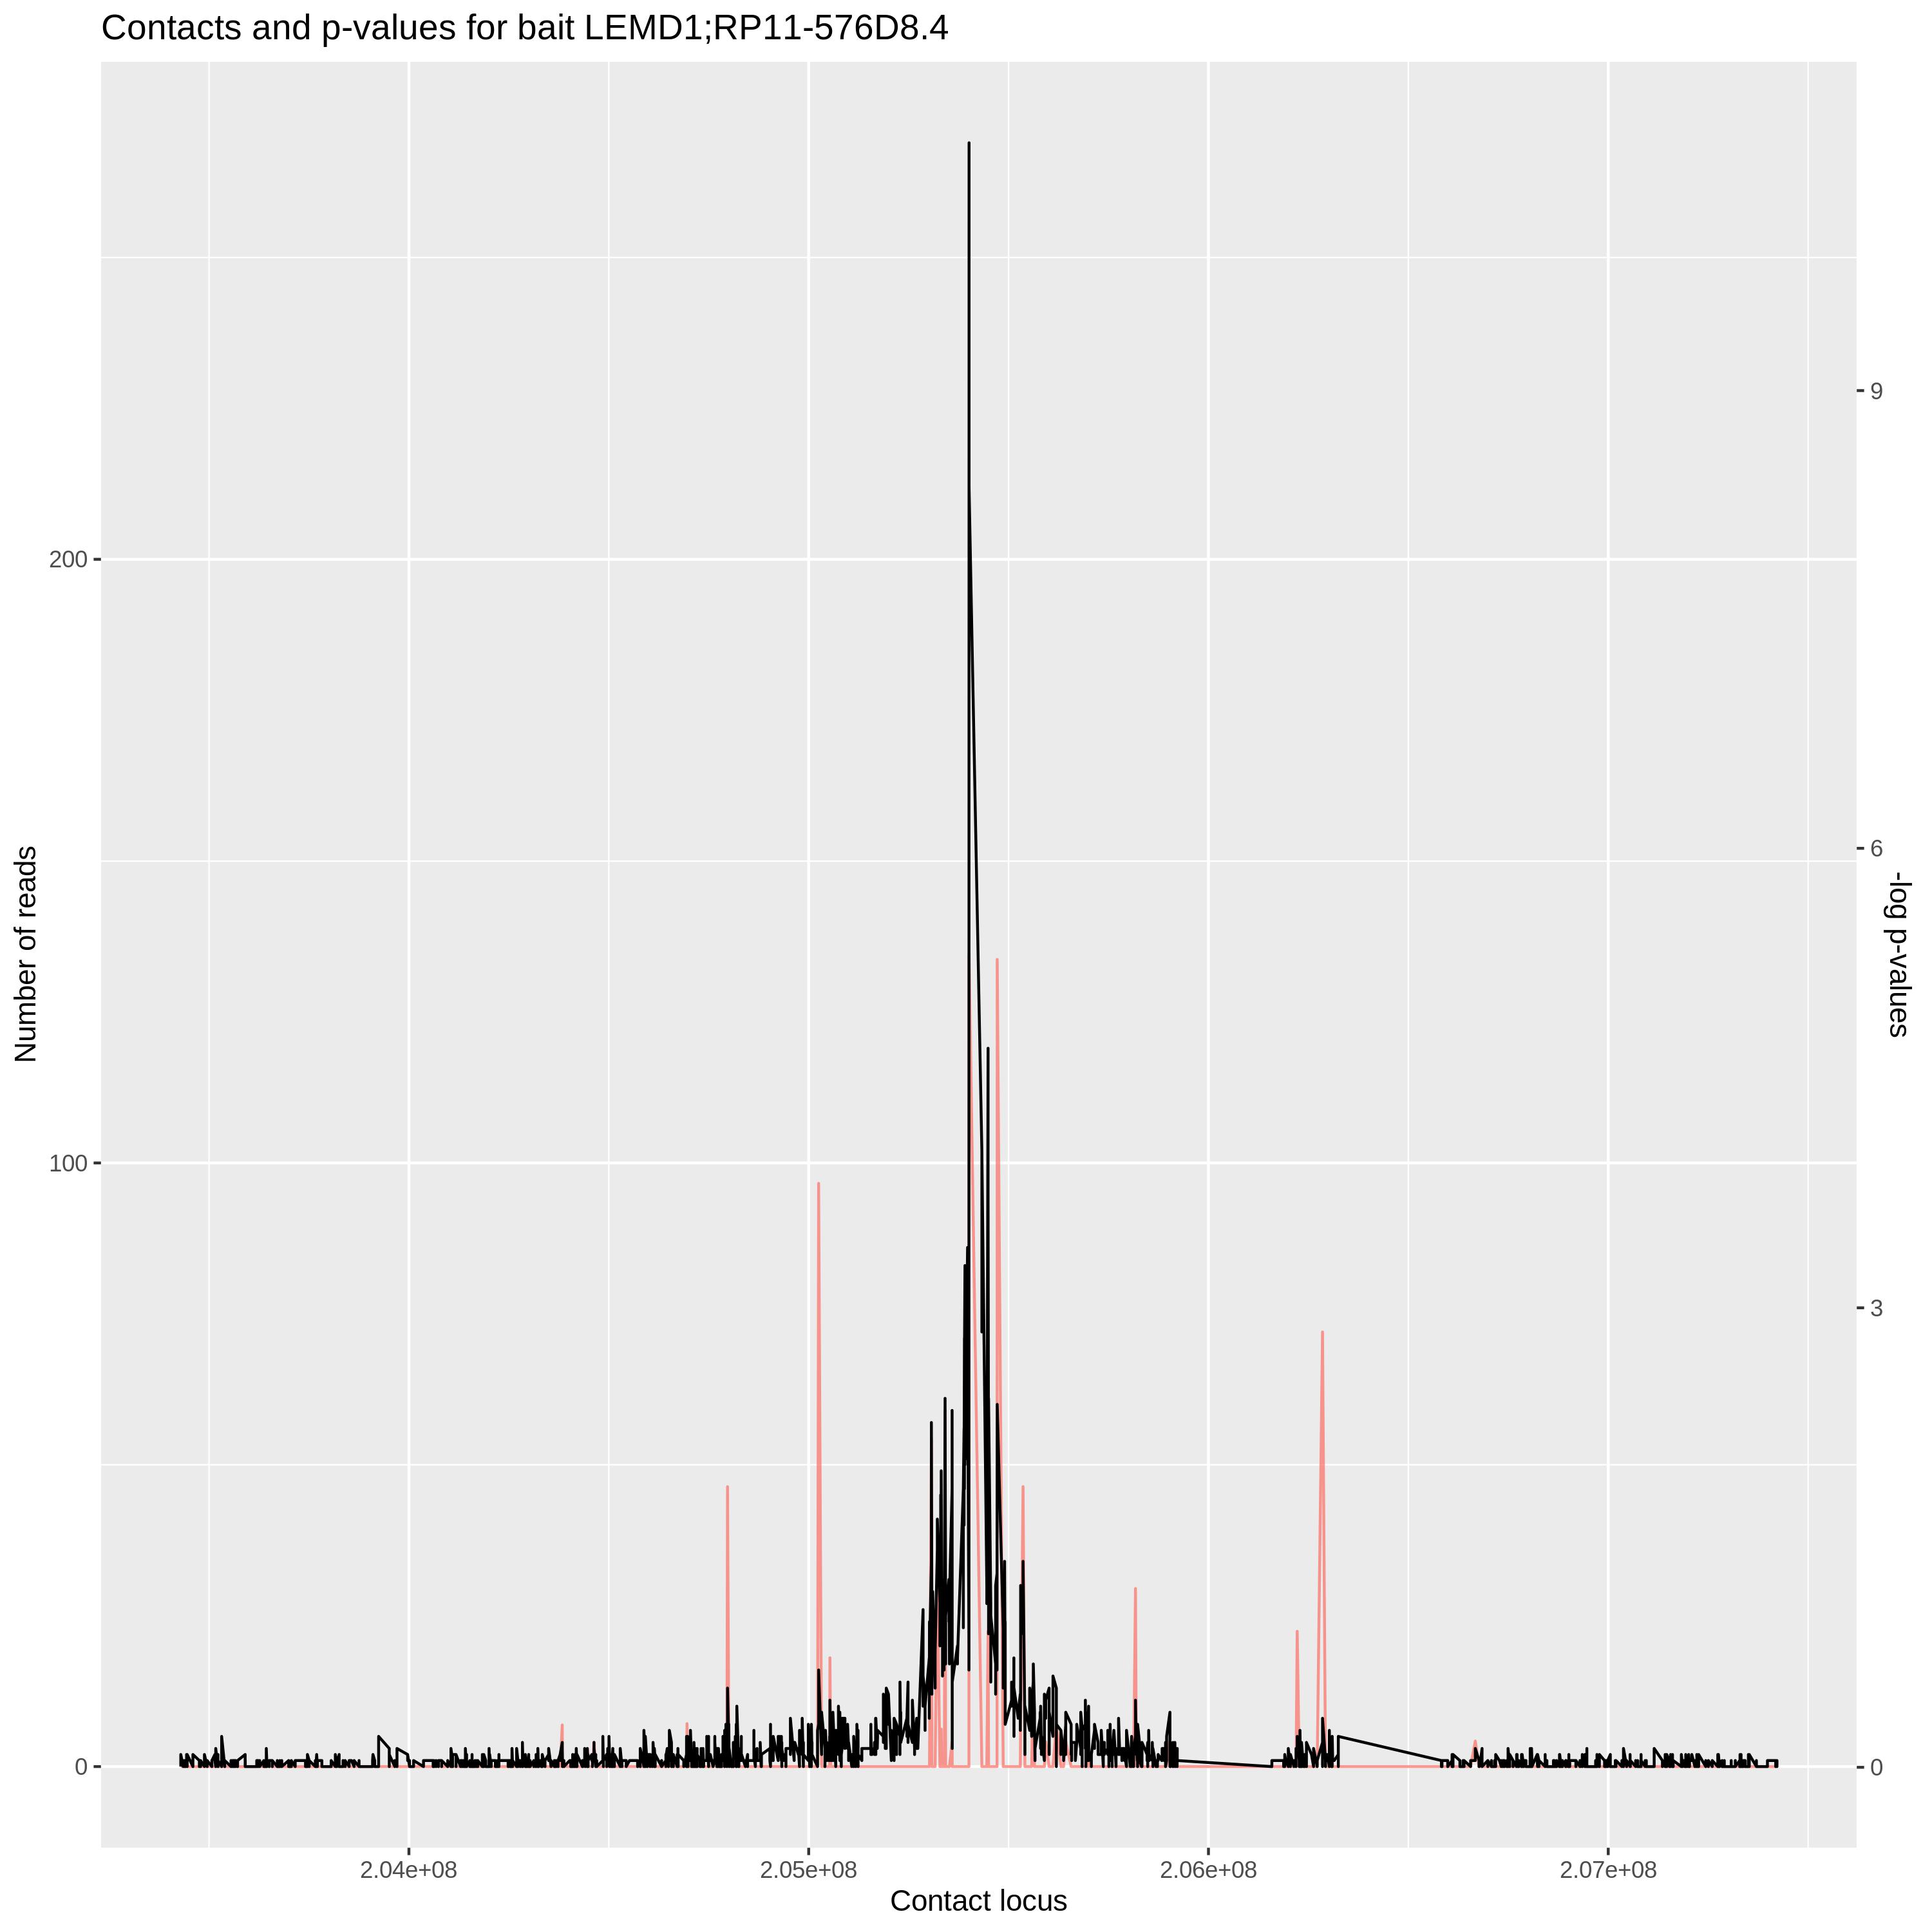 Contacts and p-values for bait LEMD1;RP11-576D8.4
200
100
0
Number of reads
9
6
3
0
-log p-values
2.04e+08
2.05e+08
2.06e+08
2.07e+08
Contact locus